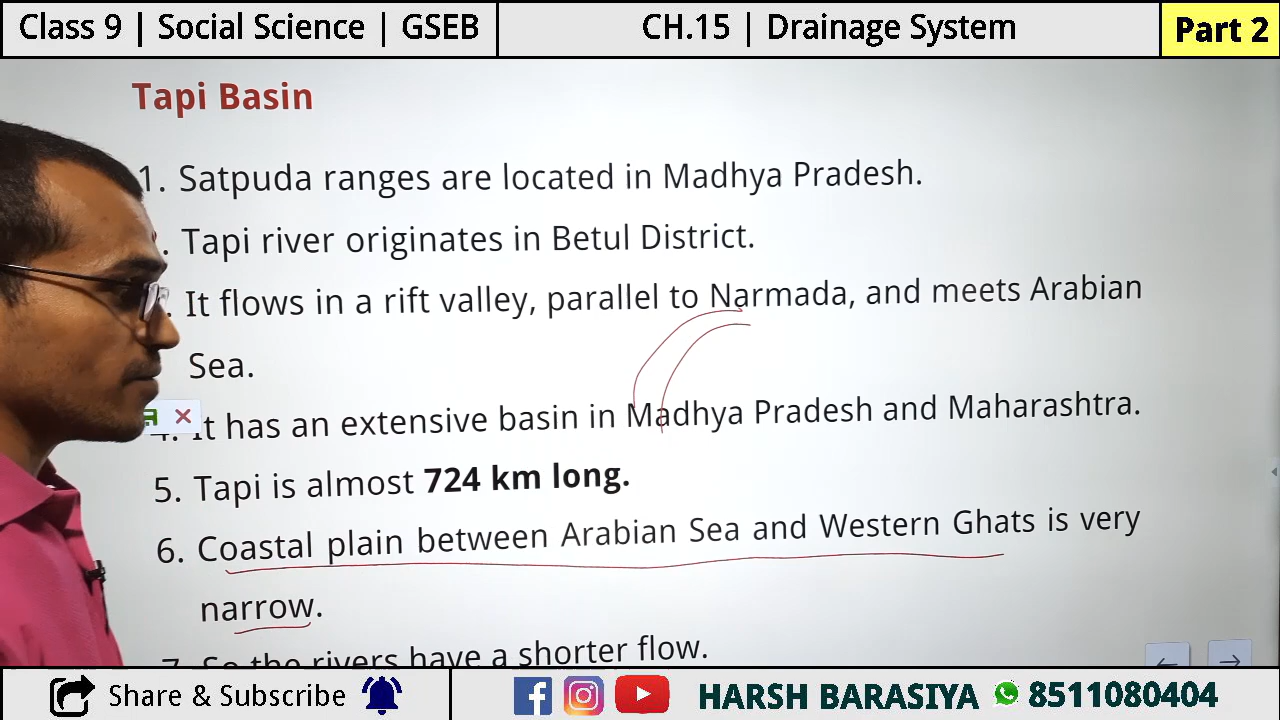 Class 9 | Social Science | GSEB
CH.15 | Drainage System
Part 2
Tapi Basin
1. Satpuda ranges are located in Madhya Pradesh.
. Tapi river originates in Betul District.
. It flows in a rift valley, parallel to Narmada, and meets Arabian
Sea.
4. It has an extensive basin in Madhya Pradesh and Maharashtra.
5. Tapi is almost 724 km long.
6. Coastal plain between Arabian Sea and Western Ghats is very
narrow.
7. So the rivers have a shorter flow.
Share & Subscribe
HARSH BARASIYA 8511080404